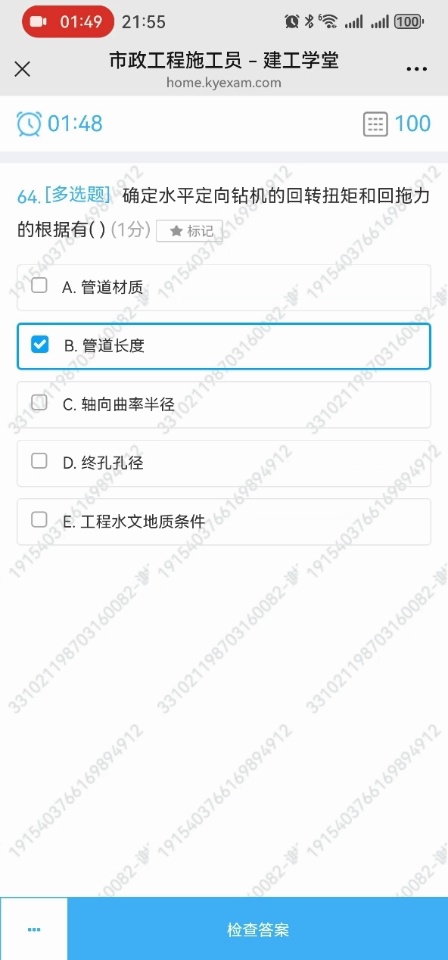 01:49 21:55 100
市政工程施工员 – 建工学堂
home.kyexam.com
01:48 100
64.[多选题] 确定水平定向钻机的回转扭矩和回拖力
的根据有( ) (1分) 标记
A. 管道材质
B. 管道长度
C. 轴向曲率半径
D. 终孔孔径
E. 工程水文地质条件
检查答案